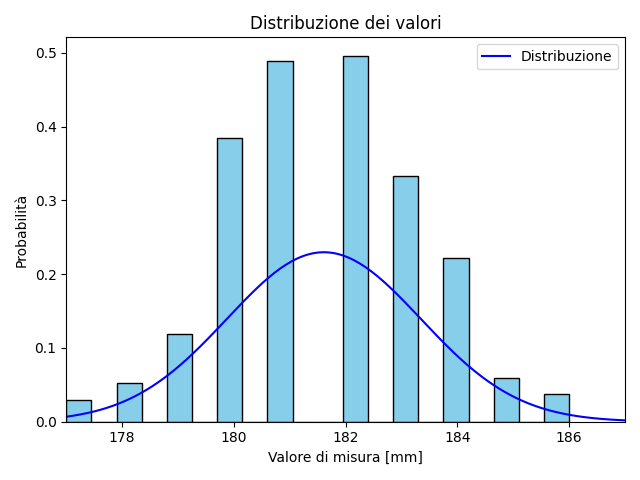 Distribuzione dei valori
Distribuzione
Probabilità
0.5
0.4
0.3
0.2
0.1
0.0
178
180
182
184
186
Valore di misura [mm]